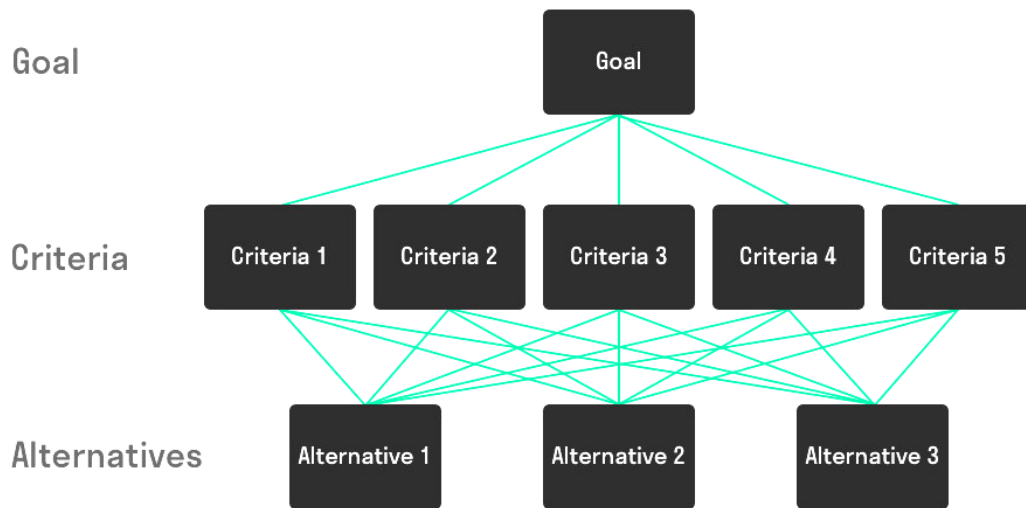 Goal
Goal
Criteria
Criteria 1
Criteria 2
Criteria 3
Criteria 4
Criteria 5
Alternatives
Alternative 1
Alternative 2
Alternative 3